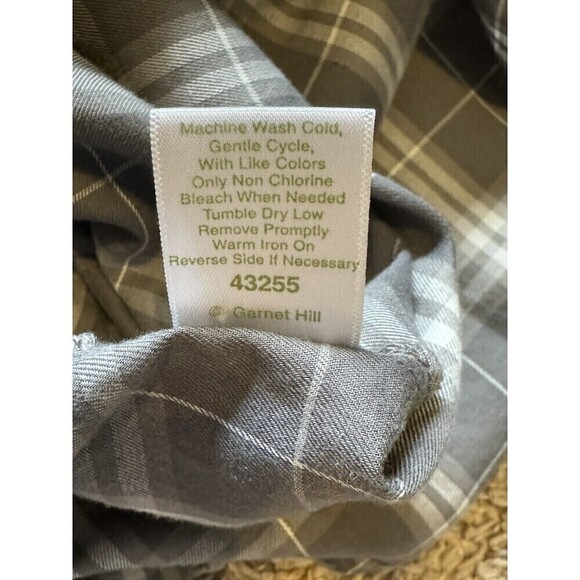 Machine Wash Cold,
Gentle Cycle,
With Like Colors
Only Non Chlorine
Bleach When Needed
Tumble Dry Low
Remove Promptly
Warm Iron On
Reverse Side If Necessary
43255
© Garnet Hill